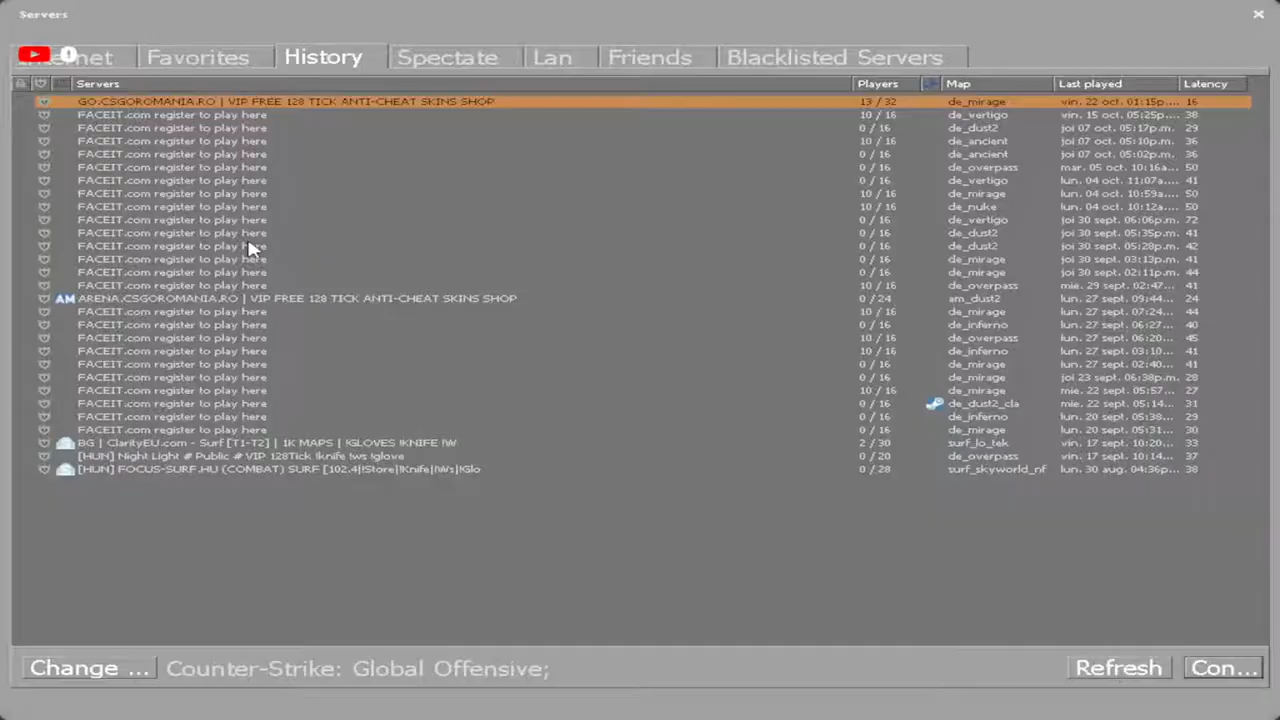 Servers
Favorites History Spectate Lan Friends Blacklisted Servers
Servers Players Map Last played Latency
GO.CSGOROMANIA.RO | VIP FREE 128 TICK ANTI-CHEAT SKINS SHOP 13 / 32 de_mirage vin. 22 oct. 01:15p.... 16
FACEIT.com register to play here 10 / 16 de_vertigo vin. 15 oct. 05:25p.... 38
FACEIT.com register to play here 0 / 16 de_dust2 joi 07 oct. 05:17p.m. 29
FACEIT.com register to play here 10 / 16 de_ancient joi 07 oct. 05:10p.m. 36
FACEIT.com register to play here 0 / 16 de_ancient joi 07 oct. 05:02p.m. 36
FACEIT.com register to play here 0 / 16 de_overpass mar. 05 oct. 10:16a.... 50
FACEIT.com register to play here 0 / 16 de_vertigo lun. 04 oct. 11:07a.... 41
FACEIT.com register to play here 10 / 16 de_mirage lun. 04 oct. 10:59a.... 50
FACEIT.com register to play here 10 / 16 de_nuke lun. 04 oct. 10:12a.... 50
FACEIT.com register to play here 0 / 16 de_vertigo joi 30 sept. 06:06p.m. 72
FACEIT.com register to play here 0 / 16 de_dust2 joi 30 sept. 05:35p.m. 41
FACEIT.com register to play here 0 / 16 de_dust2 joi 30 sept. 05:28p.m. 42
FACEIT.com register to play here 0 / 16 de_mirage joi 30 sept. 03:13p.m. 41
FACEIT.com register to play here 0 / 16 de_mirage joi 30 sept. 02:11p.m. 44
FACEIT.com register to play here 10 / 16 de_overpass mie. 29 sept. 02:47... 41
AM ARENA.CSGOROMANIA.RO | VIP FREE 128 TICK ANTI-CHEAT SKINS SHOP 0 / 24 am_dust2 lun. 27 sept. 09:44... 24
FACEIT.com register to play here 10 / 16 de_mirage lun. 27 sept. 07:24... 44
FACEIT.com register to play here 0 / 16 de_inferno lun. 27 sept. 06:27... 40
FACEIT.com register to play here 10 / 16 de_overpass lun. 27 sept. 06:20... 45
FACEIT.com register to play here 10 / 16 de_inferno lun. 27 sept. 03:10... 41
FACEIT.com register to play here 0 / 16 de_mirage lun. 27 sept. 02:40... 41
FACEIT.com register to play here 0 / 16 de_mirage joi 23 sept. 06:38p.m. 28
FACEIT.com register to play here 10 / 16 de_mirage mie. 22 sept. 05:57... 27
FACEIT.com register to play here 0 / 16 de_dust2_cla mie. 22 sept. 05:14... 31
FACEIT.com register to play here 0 / 16 de_inferno lun. 20 sept. 05:38... 29
FACEIT.com register to play here 0 / 16 de_mirage lun. 20 sept. 05:31... 30
BG | ClarityEU.com - Surf [T1-T2] | 1K MAPS | !GLOVES !KNIFE !W 2 / 30 surf_lo_tek vin. 17 sept. 10:20... 33
[HUN] Night Light # Public # VIP 128Tick !knife !ws !glove 0 / 20 de_overpass vin. 17 sept. 10:14... 37
[HUN] FOCUS-SURF.HU (COMBAT) SURF [102.4|!Store|!Knife|!Ws|!Glo 0 / 28 surf_skyworld_nf lun. 30 aug. 04:36p... 38
Change ... Counter-Strike: Global Offensive; Refresh Con...